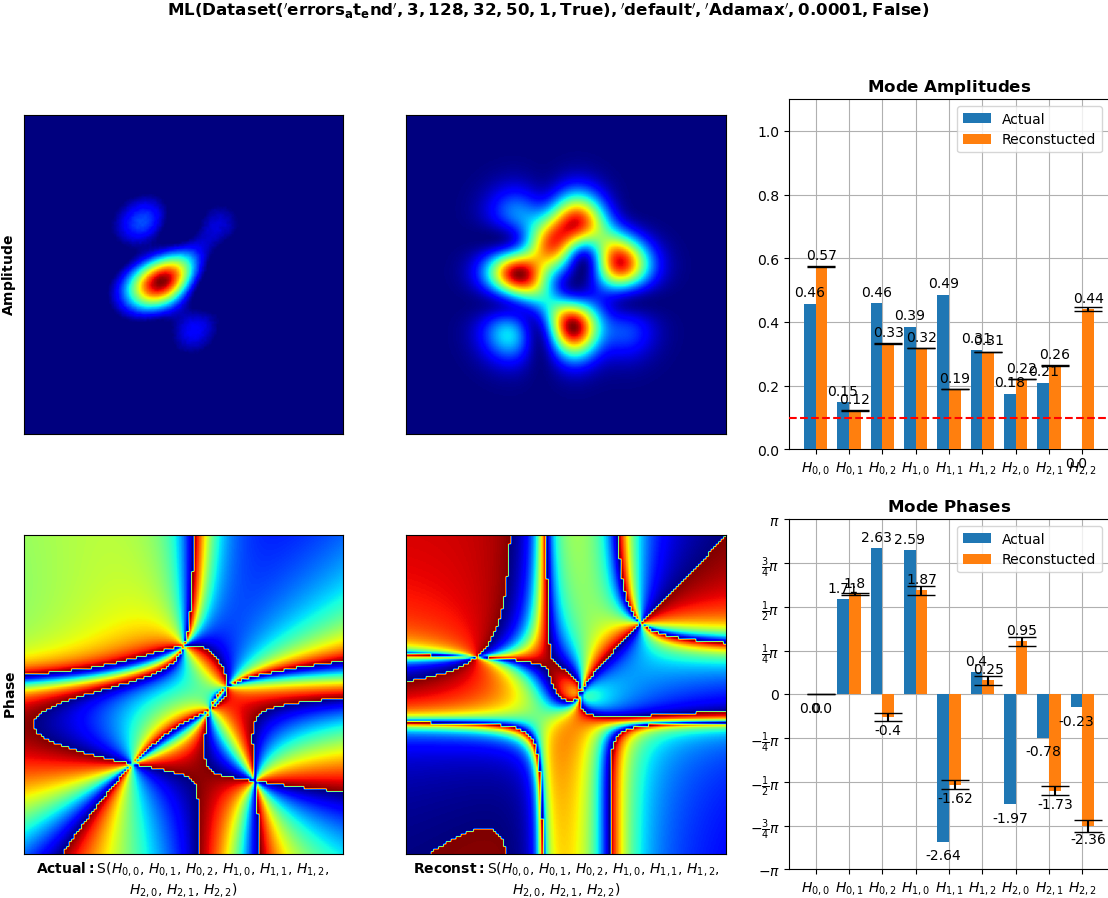 ML(Dataset('errors_at_end', 3, 128, 32, 50, 1, True), 'default', 'Adamax', 0.0001, False)
Amplitude
Mode Amplitudes
Actual
Reconstucted
1.0
0.8
0.6
0.4
0.2
0.0
0.46
0.57
0.15
0.12
0.46
0.33
0.39
0.32
0.49
0.19
0.31
0.31
0.18
0.22
0.21
0.26
0.0
0.44
H0,0 H0,1 H0,2 H1,0 H1,1 H1,2 H2,0 H2,1 H2,2
Phase
Actual: S(H0,0, H0,1, H0,2, H1,0, H1,1, H1,2,
H2,0, H2,1, H2,2)
Reconst: S(H0,0, H0,1, H0,2, H1,0, H1,1, H1,2,
H2,0, H2,1, H2,2)
Mode Phases
Actual
Reconstucted
π
3/4π
1/2π
1/4π
0
−1/4π
−1/2π
−3/4π
−π
0.0
0.0
1.71
1.8
2.63
-0.4
2.59
1.87
-2.64
-1.62
0.4
0.25
-1.97
0.95
-0.78
-1.73
-0.23
-2.36
H0,0 H0,1 H0,2 H1,0 H1,1 H1,2 H2,0 H2,1 H2,2